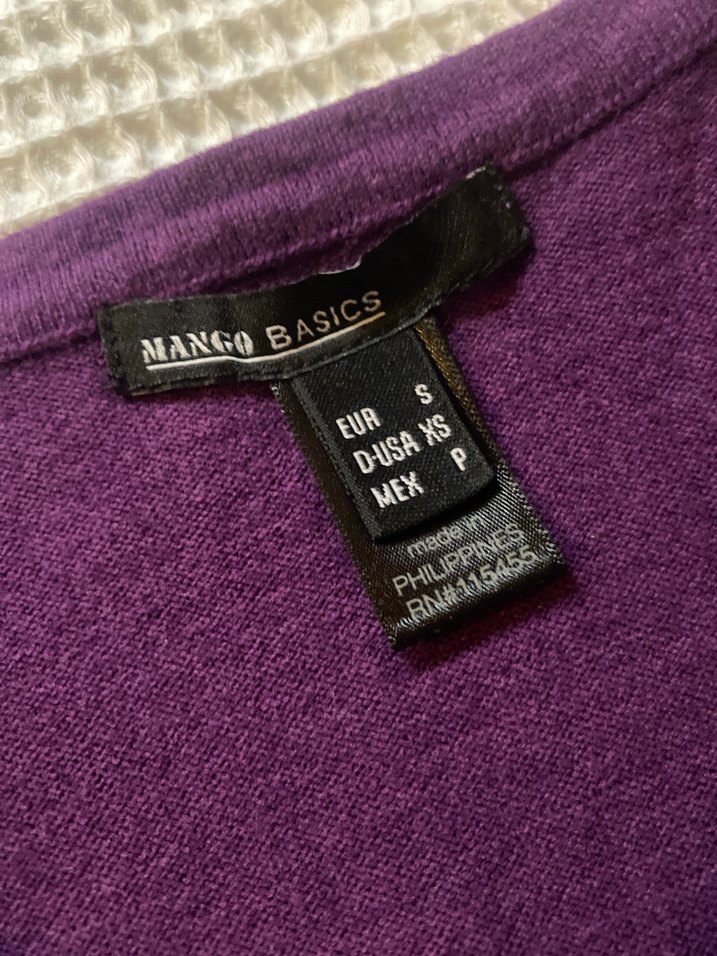 MANGO BASICS
EUR S
D-USA XS
MEX P
made in
PHILIPPINES
RN#115455